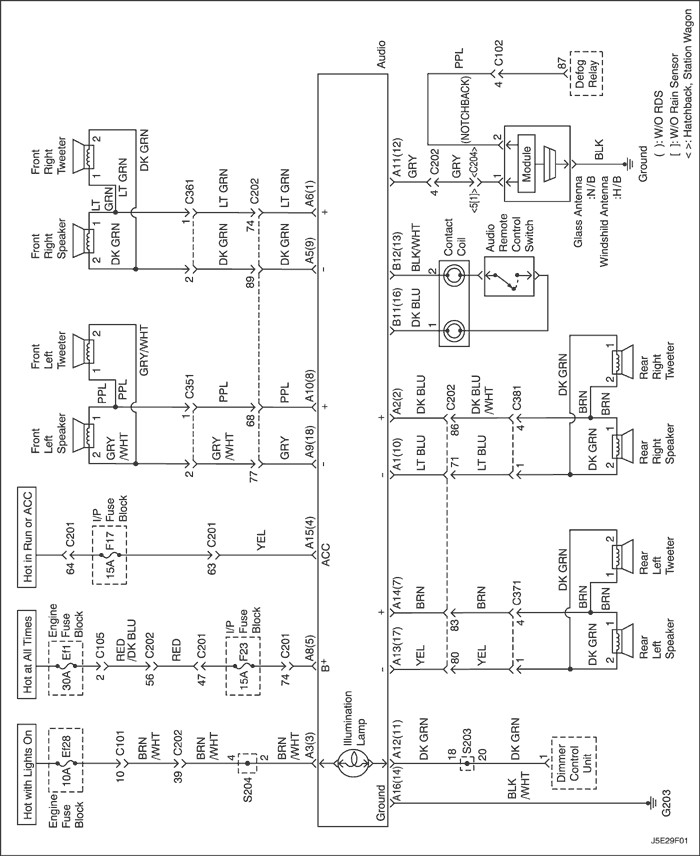 Hot with Lights On
Engine
Fuse
Block
Ef28
10A
10
C101
BRN
/WHT
39
C202
BRN
/WHT
4
S204
2
BRN
/WHT
A3(3)
Illumination
Lamp
Hot at All Times
Engine
Fuse
Block
Ef1
30A
2
C105
RED
/DK BLU
56
C202
RED
47
C201
I/P
Fuse
Block
F23
15A
74
C201
A8(5)
B+
Hot in Run or ACC
64
C201
I/P
Fuse
Block
F17
15A
63
C201
YEL
A15(4)
ACC
Front
Left
Speaker
1
2
Front
Left
Tweeter
1
2
PPL
PPL
GRY
/WHT
GRY/WHT
2
1
C351
GRY
/WHT
PPL
77
68
GRY
PPL
A9(18)
A10(8)
-
+
Front
Right
Speaker
1
2
Front
Right
Tweeter
1
2
LT
GRN
LT GRN
DK GRN
DK GRN
2
1
C361
DK GRN
LT GRN
89
74
C202
DK GRN
LT GRN
A5(9)
A6(1)
-
+
Audio
Ground
A16(14)
BLK
/WHT
G203
A12(11)
DK GRN
18
S203
20
DK GRN
1
Dimmer
Control
Unit
-
+
A13(17)
A14(7)
YEL
BRN
80
83
YEL
BRN
1
4
C371
DK GRN
DK GRN
BRN
BRN
2
1
2
1
Rear
Left
Speaker
Rear
Left
Tweeter
-
+
A1(10)
A2(2)
LT BLU
DK BLU
71
86
C202
LT BLU
DK BLU
/WHT
1
4
C381
DK GRN
DK GRN
BRN
BRN
2
1
2
1
Rear
Right
Speaker
Rear
Right
Tweeter
B11(16)
B12(13)
DK BLU
BLK/WHT
1
2
Contact
Coil
Audio
Remote
Control
Switch
A11(12)
GRY
4
C202
GRY
<5[1]>
<C204>
(NOTCHBACK)
1
2
Module
Glass Antenna
:N/B
Windshild Antenna
:H/B
BLK
Ground
PPL
4
C102
87
Defog
Relay
( ): W/O RDS
[ ]: W/O Rain Sensor
< >: Hatchback, Station Wagon
J5E29F01